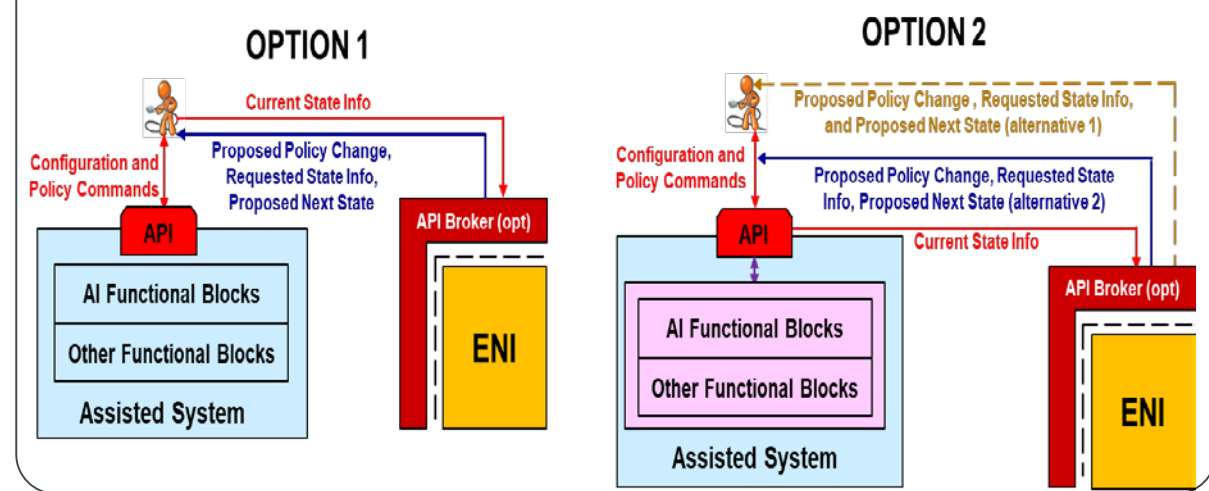 OPTION 1
Current State Info
Proposed Policy Change,
Requested State Info,
Proposed Next State
Configuration and
Policy Commands
API
API Broker (opt)
AI Functional Blocks
Other Functional Blocks
ENI
Assisted System
OPTION 2
Proposed Policy Change , Requested State Info,
and Proposed Next State (alternative 1)
Configuration and
Policy Commands
Proposed Policy Change, Requested State
Info, Proposed Next State (alternative 2)
API
Current State Info
API Broker (opt)
AI Functional Blocks
Other Functional Blocks
ENI
Assisted System